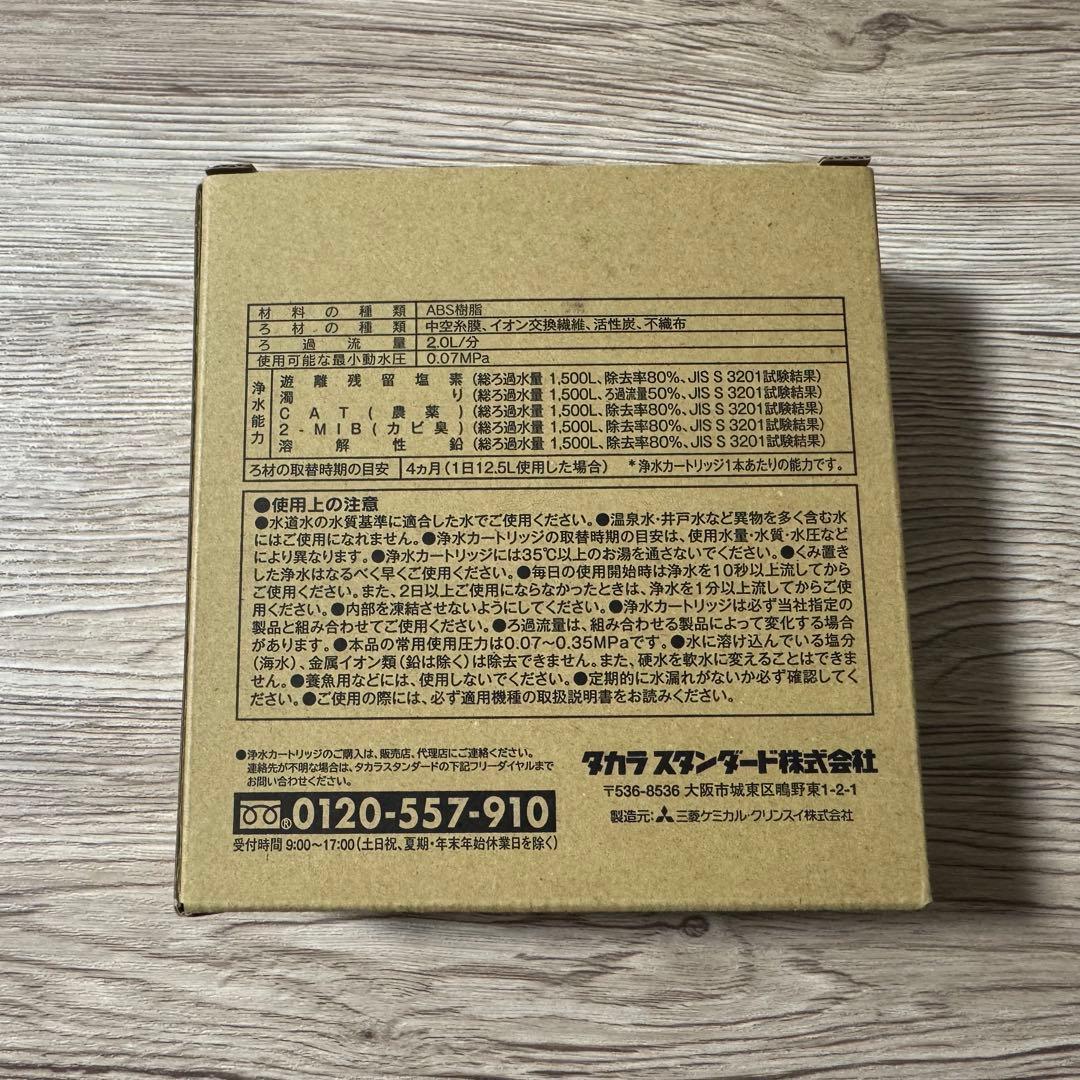 材料の種類 ABS樹脂
ろ材の種類 中空糸膜、イオン交換繊維、活性炭、不織布
ろ過流量 2.0L/分
使用可能な最小動水圧 0.07MPa
浄水能力
遊離残留塩素 (総ろ過水量 1,500L、除去率80%、JIS S 3201試験結果)
濁り (総ろ過水量 1,500L、ろ過流量50%、JIS S 3201試験結果)
CAT(農薬) (総ろ過水量 1,500L、除去率80%、JIS S 3201試験結果)
2-MIB(カビ臭) (総ろ過水量 1,500L、除去率80%、JIS S 3201試験結果)
溶解性鉛 (総ろ過水量 1,500L、除去率80%、JIS S 3201試験結果)
ろ材の取替時期の目安 4ヵ月(1日12.5L使用した場合) *浄水カートリッジ1本あたりの能力です。
●使用上の注意
●水道水の水質基準に適合した水でご使用ください。●温泉水・井戸水など異物を多く含む水
にはご使用になれません。●浄水カートリッジの取替時期の目安は、使用水量・水質・水圧など
により異なります。●浄水カートリッジには35℃以上のお湯を通さないでください。●くみ置き
した浄水はなるべく早くご使用ください。●毎日の使用開始時は浄水を10秒以上流してから
ご使用ください。また、2日以上ご使用にならなかったときは、浄水を1分以上流してからご使
用ください。●内部を凍結させないようにしてください。●浄水カートリッジは必ず当社指定の
製品と組み合わせてご使用ください。●ろ過流量は、組み合わせる製品によって変化する場合
があります。●本品の常用使用圧力は0.07〜0.35MPaです。●水に溶け込んでいる塩分
(海水)、金属イオン類(鉛は除く)は除去できません。また、硬水を軟水に変えることはできませ
ん。●養魚用などには、使用しないでください。●定期的に水漏れがないか必ず確認してく
ださい。●ご使用の際には、必ず適用機種の取扱説明書をお読みください。
●浄水カートリッジのご購入は、販売店、代理店にご連絡ください。
連絡先が不明な場合は、タカラスタンダードの下記フリーダイヤルまで
お問い合わせください。
®0120-557-910
受付時間 9:00〜17:00(土日祝、夏期・年末年始休業日を除く)
タカラスタンダード株式会社
〒536-8536 大阪市城東区鴫野東1-2-1
製造元:三菱ケミカル・クリンスイ株式会社